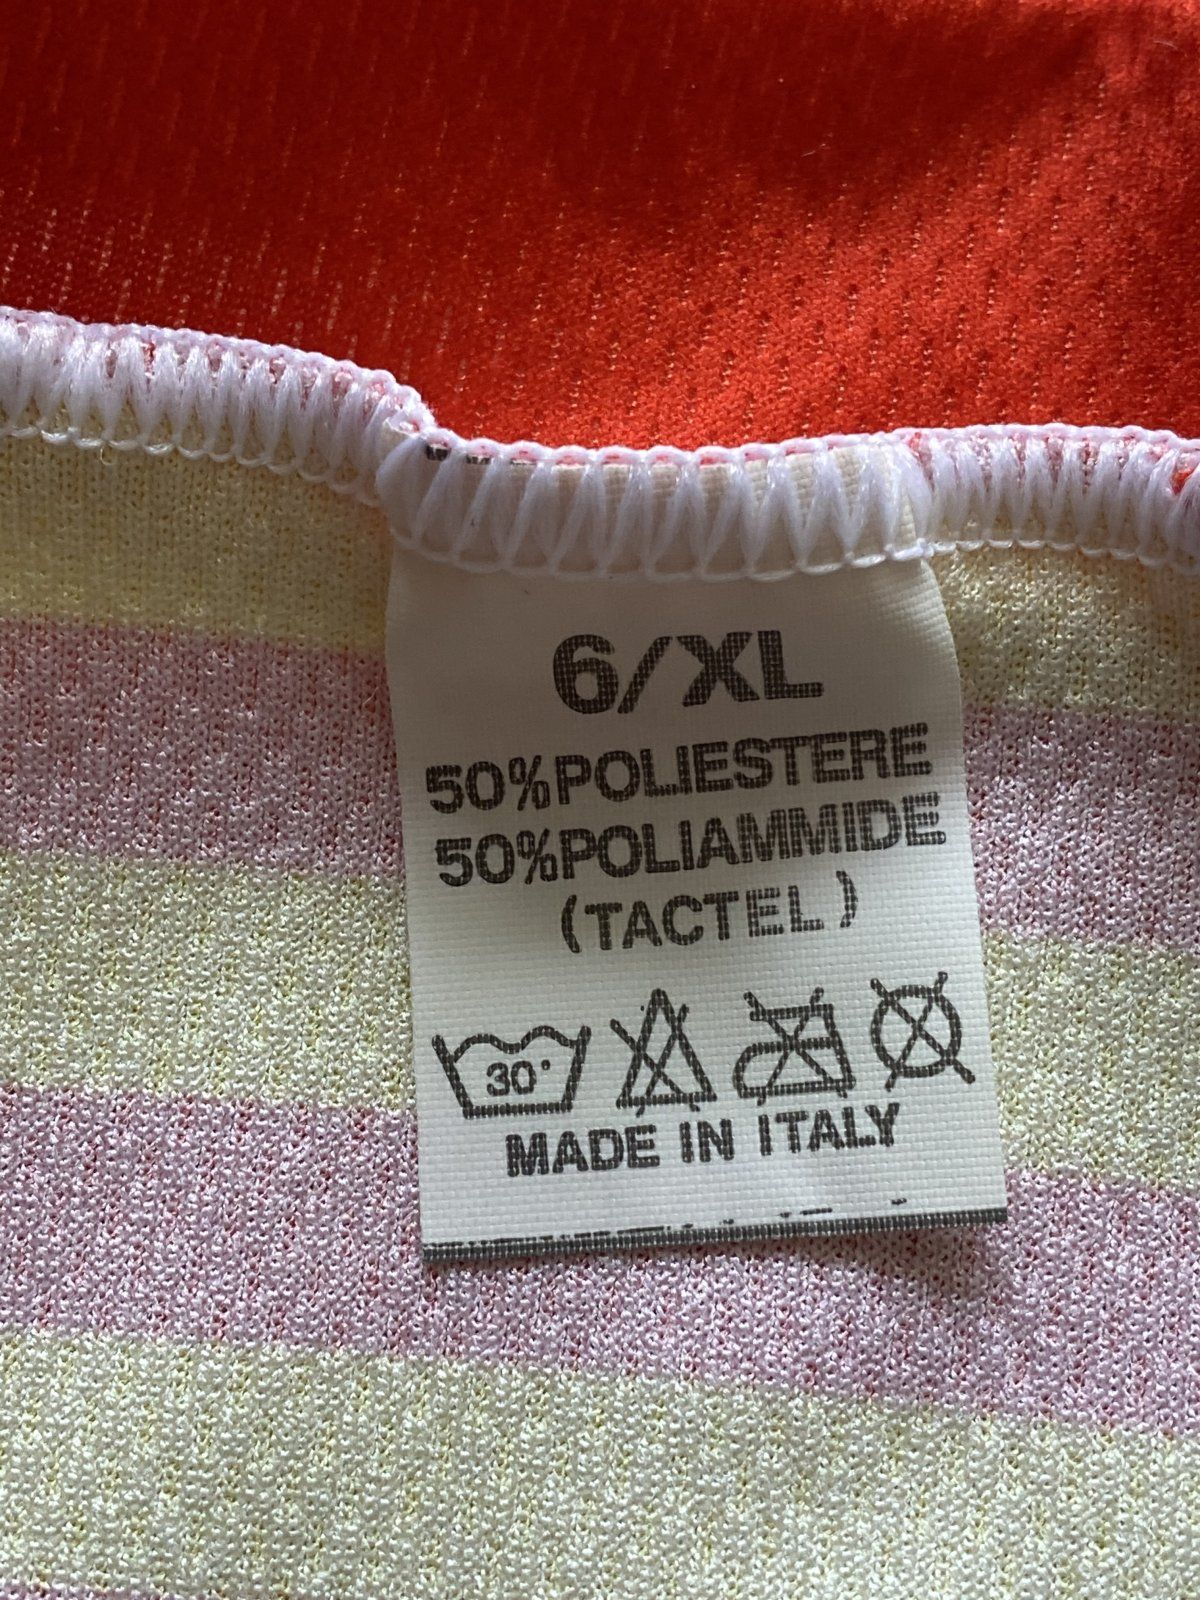 6/XL
50%POLIESTERE
50%POLIAMMIDE
(TACTEL)
30°
MADE IN ITALY